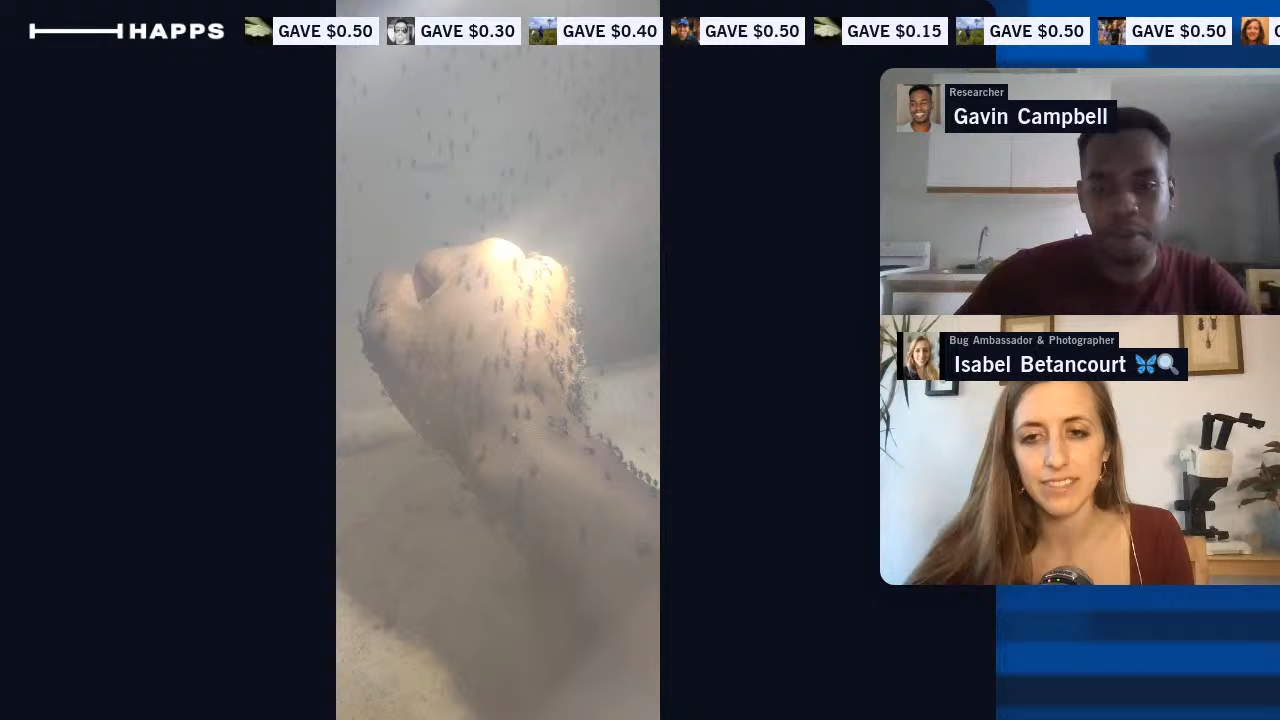 HAPPS
GAVE $0.50
GAVE $0.30
GAVE $0.40
GAVE $0.50
GAVE $0.15
GAVE $0.50
GAVE $0.50
Researcher
Gavin Campbell
Bug Ambassador & Photographer
Isabel Betancourt 🦋🔍